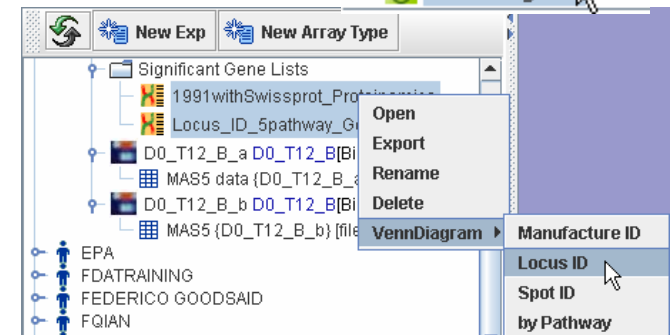 New Exp New Array Type
Significant Gene Lists
1991withSwissprot_Proteinomics
Locus_ID_5pathway_Ge
D0_T12_B_a D0_T12_B[Bi
MAS5 data {D0_T12_B_a
D0_T12_B_b D0_T12_B[Bi
MAS5 {D0_T12_B_b} [file
EPA
FDATRAINING
FEDERICO GOODSAID
FQIAN
Open
Export
Rename
Delete
VennDiagram
Manufacture ID
Locus ID
Spot ID
by Pathway